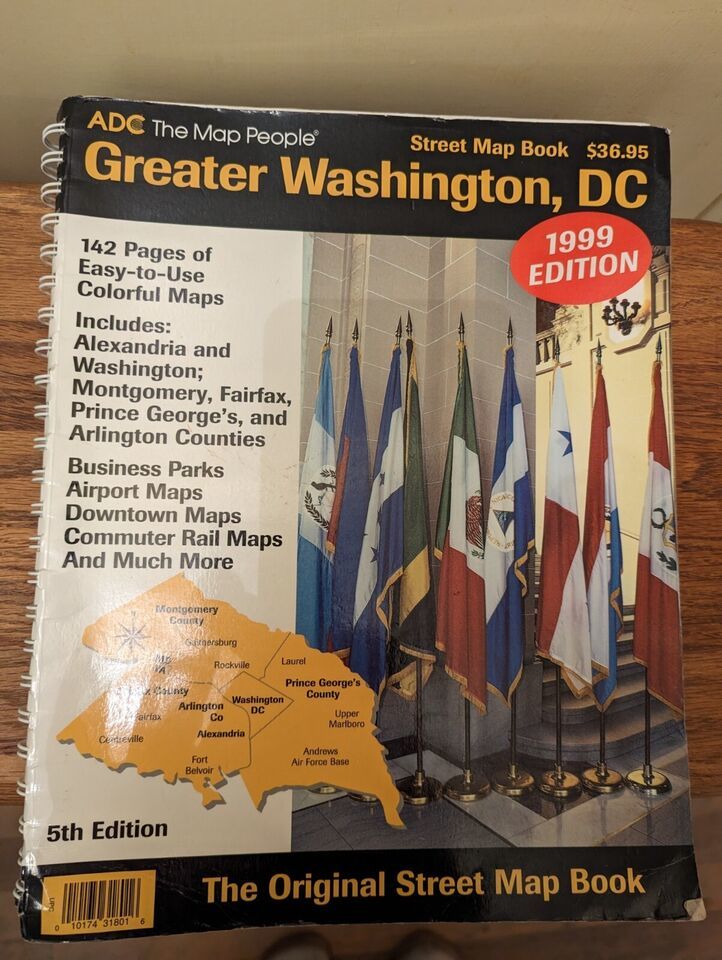 ADC The Map People®
Street Map Book $36.95
Greater Washington, DC
1999
EDITION
142 Pages of
Easy-to-Use
Colorful Maps
Includes:
Alexandria and
Washington;
Montgomery, Fairfax,
Prince George's, and
Arlington Counties
Business Parks
Airport Maps
Downtown Maps
Commuter Rail Maps
And Much More
Montgomery
County
Gaithersburg
Rockville
Laurel
MD
VA
Prince George's
County
County
Washington
DC
Arlington
Co
Fairfax
Upper
Marlboro
Centreville
Alexandria
Andrews
Air Force Base
Fort
Belvoir
5th Edition
The Original Street Map Book
UPC
0 10174 31801 6